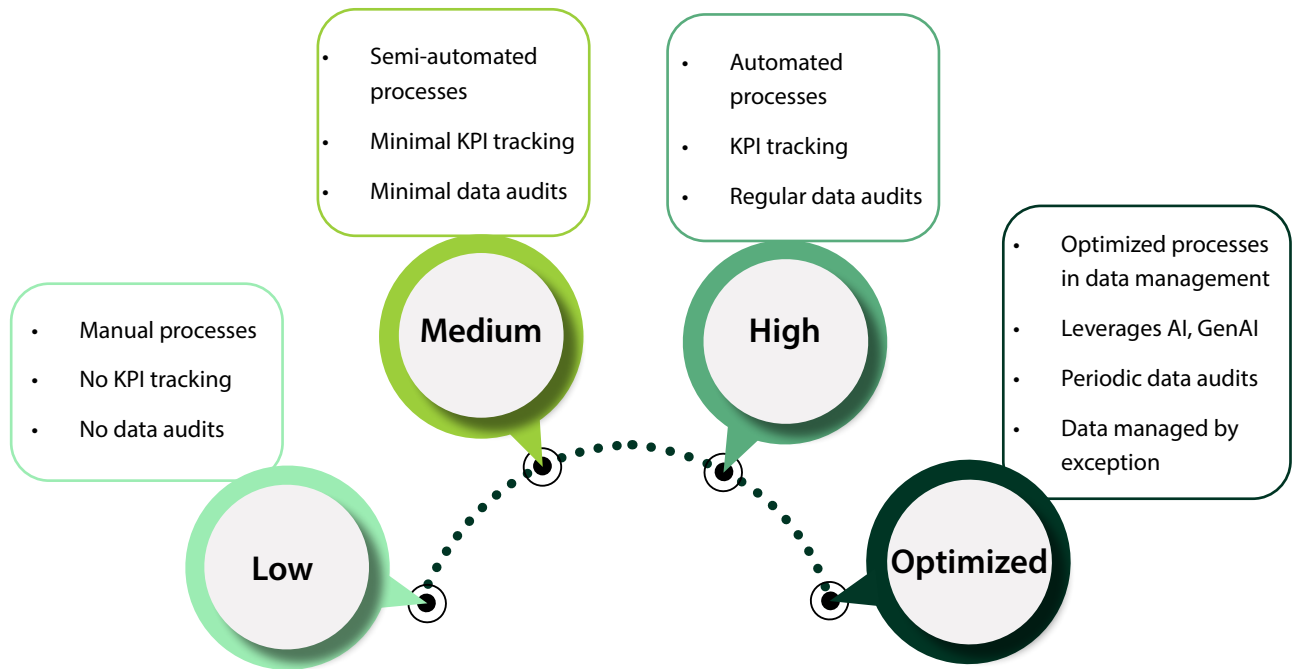 • Manual processes
• No KPI tracking
• No data audits
Low
• Semi-automated
processes
• Minimal KPI tracking
• Minimal data audits
Medium
• Automated
processes
• KPI tracking
• Regular data audits
High
• Optimized processes
in data management
• Leverages AI, GenAI
• Periodic data audits
• Data managed by
exception
Optimized